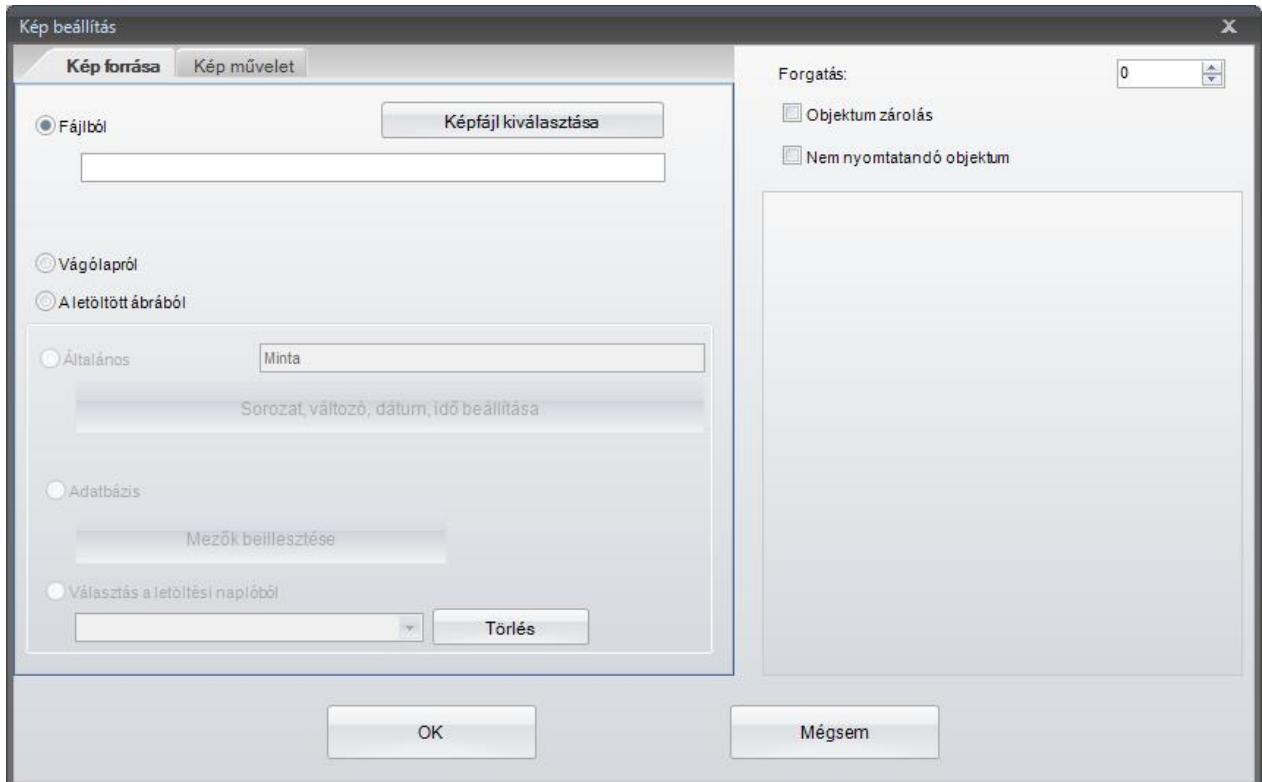 Kép beállítás
X
Kép forrása
Kép művelet
Fájlból
Képfájl kiválasztása
Vágólapról
A letöltött ábrából
Általános
Minta
Sorozat, változó, dátum, idő beállítása
Adatbázis
Mezők beillesztése
Választás a letöltési naplóból
Törlés
Forgatás:
0
Objektum zárolás
Nem nyomtatandó objektum
OK
Mégsem